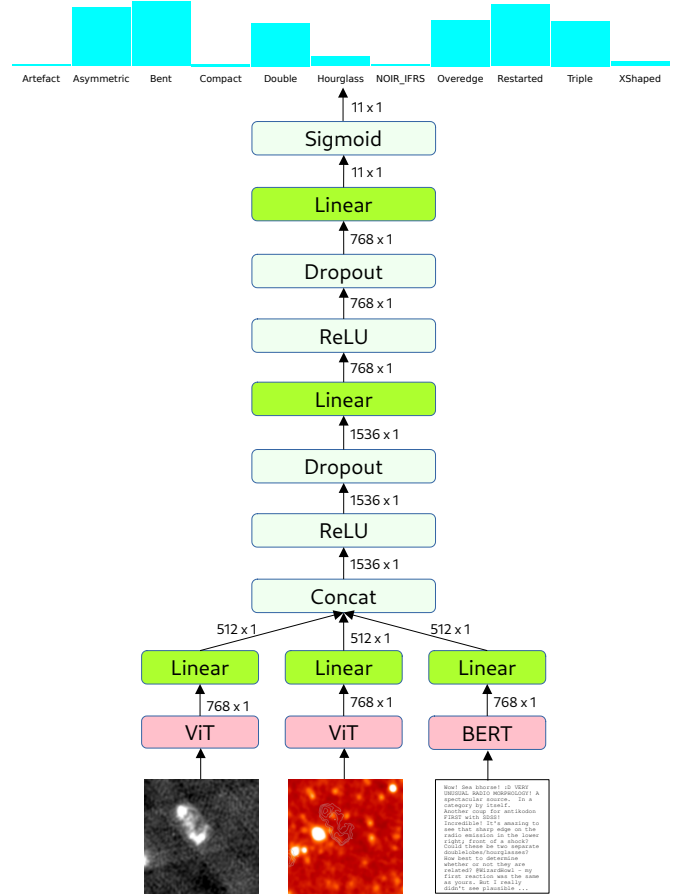 Artefact Asymmetric Bent Compact Double Hourglass NOIR_IFRS Overedge Restarted Triple XShaped
11 x 1
Sigmoid
11 x 1
Linear
768 x 1
Dropout
768 x 1
ReLU
768 x 1
Linear
1536 x 1
Dropout
1536 x 1
ReLU
1536 x 1
Concat
512 x 1 512 x 1 512 x 1
Linear Linear Linear
768 x 1 768 x 1 768 x 1
ViT ViT BERT
Wow! Sea bhorse! :D VERY
UNUSUAL RADIO MORPHOLOGY! A
spectacular source. In a
category by itself.
Another coup for antikodon
FIRST with SDSS!
Incredible! It's amazing to
see that sharp edge on the
radio emission in the lower
right; front of a shock?
Could these be two separate
doublelobes/hourglasses?
How best to determine
whether or not they are
related? @WizardHowl - my
first reaction was the same
as yours. But I really
didn't see plausible ...